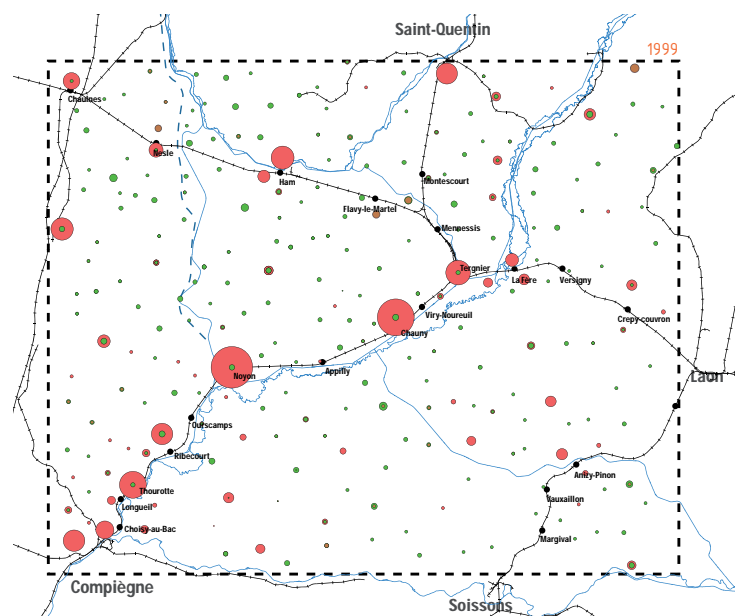 Saint-Quentin
1999
Chaulnes
Nesle
Ham
Montescourt
Flavy-le-Martel
Mennessis
Tergnier
La Fère
Versigny
Viry-Noureuil
Crepy-couvron
Chauny
Appilly
Noyon
Laon
Ourscamps
Ribecourt
Anizy-Pinon
Thourotte
Vauxaillon
Longueil
Choisy-au-Bac
Margival
Compiègne
Soissons